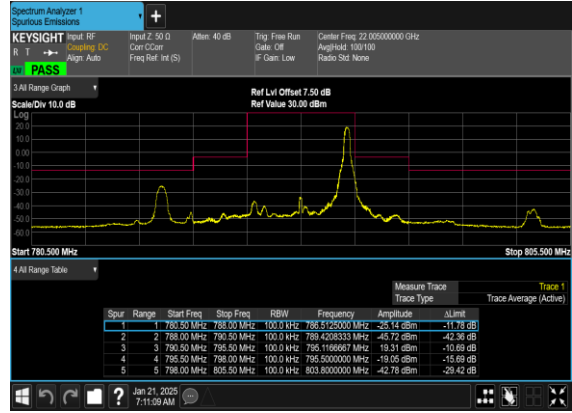 Spectrum Analyzer 1
Spurious Emissions
+
KEYSIGHT Input: RF Input Z: 50 Ω Atten: 40 dB Trig: Free Run Center Freq: 22.005000000 GHz
R T Coupling: DC Corr CCorr Gate: Off Avg|Hold: 100/100
Align: Auto Freq Ref: Int (S) IF Gain: Low Radio Std: None
PASS
3 All Range Graph
Ref Lvl Offset 7.50 dB
Scale/Div 10.0 dB Ref Value 30.00 dBm
Log
20.0
10.0
0.00
-10.0
-20.0
-30.0
-40.0
-50.0
-60.0
Start 780.500 MHz Stop 805.500 MHz
4 All Range Table
Measure Trace Trace 1
Trace Type Trace Average (Active)
Spur Range Start Freq Stop Freq RBW Frequency Amplitude ΔLimit
1 1 780.50 MHz 788.00 MHz 100.0 kHz 786.5125000 MHz -25.14 dBm -11.78 dB
2 2 788.00 MHz 790.50 MHz 100.0 kHz 789.4208333 MHz -45.72 dBm -42.36 dB
3 3 790.50 MHz 795.50 MHz 100.0 kHz 795.1166667 MHz 19.31 dBm -10.69 dB
4 4 795.50 MHz 798.00 MHz 100.0 kHz 795.5000000 MHz -19.05 dBm -15.69 dB
5 5 798.00 MHz 805.50 MHz 100.0 kHz 803.8000000 MHz -42.78 dBm -29.42 dB
?
Jan 21, 2025
7:11:09 AM